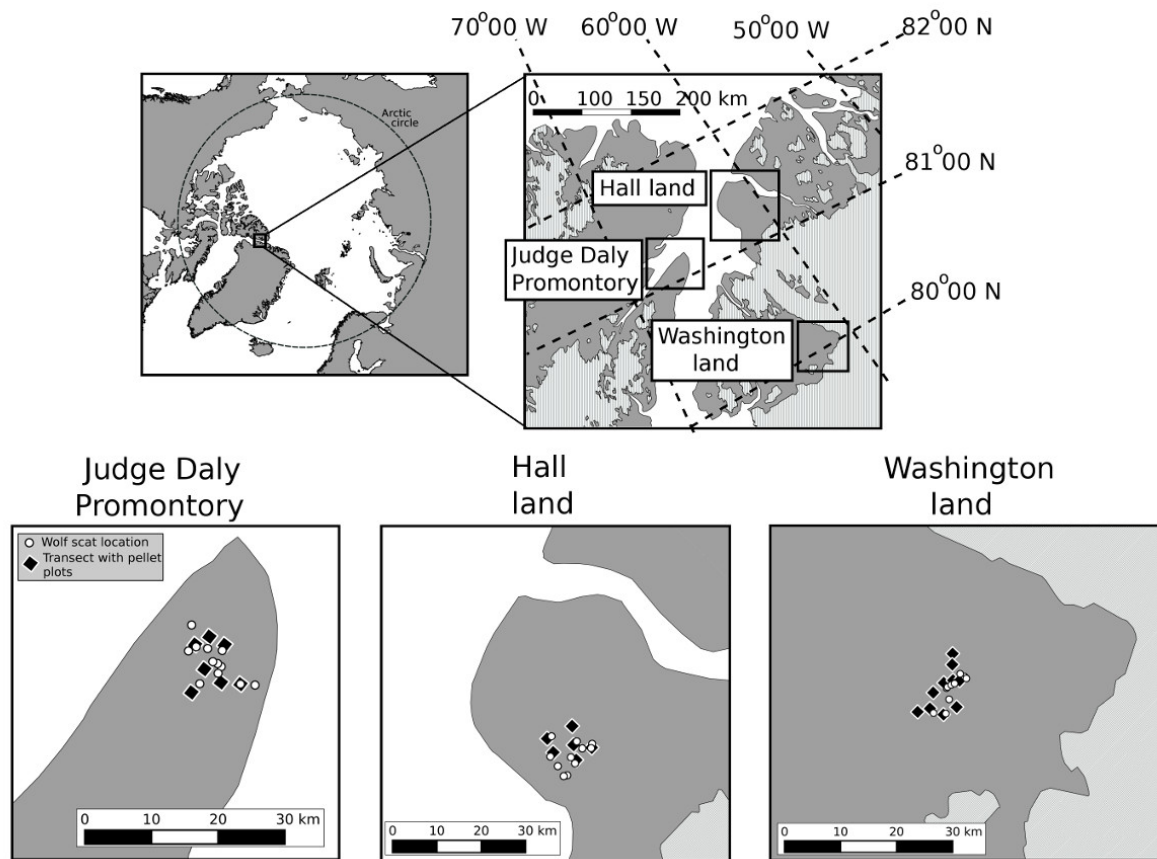 70°00 W
60°00 W
50°00 W
82°00 N
Arctic
circle
0 100 150 200 km
81°00 N
Hall land
Judge Daly
Promontory
80°00 N
Washington
land
Judge Daly
Promontory
Hall
land
Washington
land
Wolf scat location
Transect with pellet
plots
0 10 20 30 km
0 10 20 30 km
0 10 20 30 km